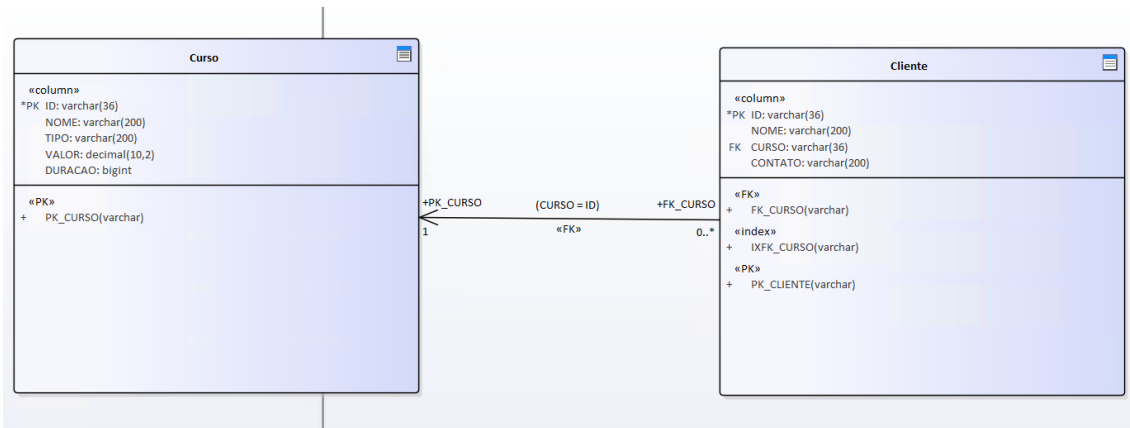 Curso
«column»
*PK ID: varchar(36)
NOME: varchar(200)
TIPO: varchar(200)
VALOR: decimal(10,2)
DURACAO: bigint
«PK»
+ PK_CURSO(varchar)
+PK_CURSO (CURSO = ID) +FK_CURSO
1 «FK» 0..*
Cliente
«column»
*PK ID: varchar(36)
NOME: varchar(200)
FK CURSO: varchar(36)
CONTATO: varchar(200)
«FK»
+ FK_CURSO(varchar)
«index»
+ IXFK_CURSO(varchar)
«PK»
+ PK_CLIENTE(varchar)